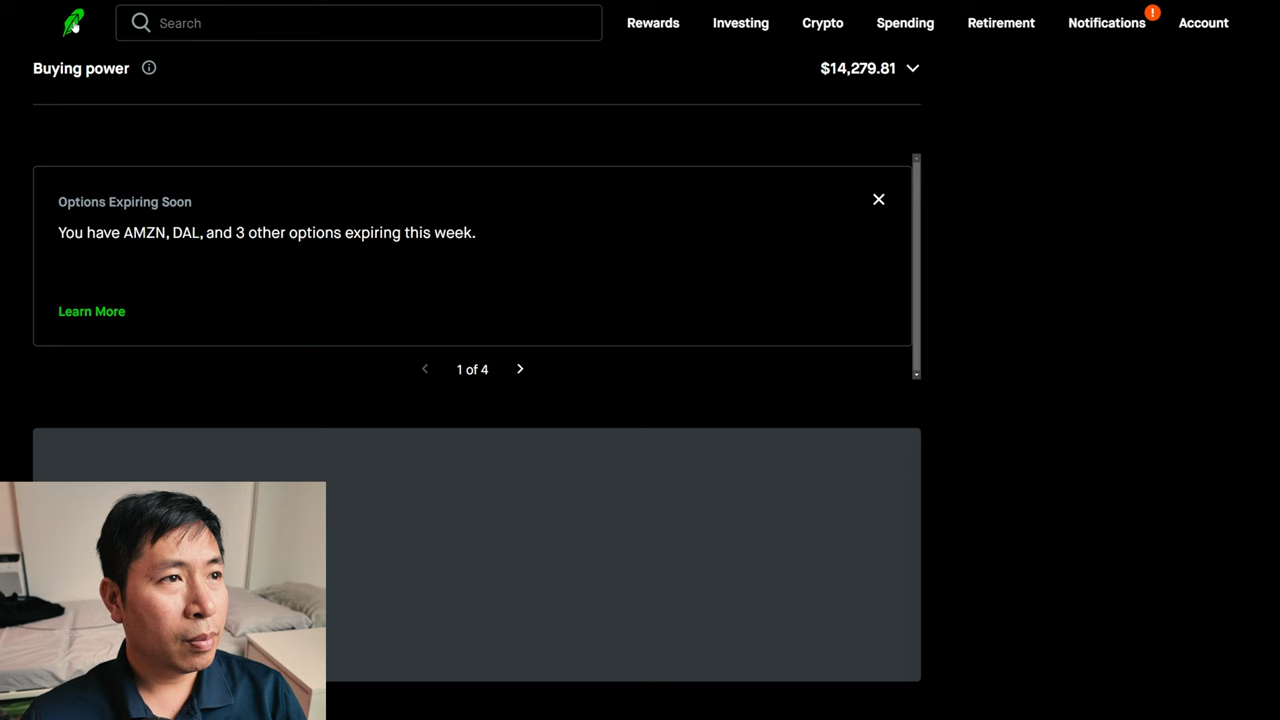 Search
Rewards
Investing
Crypto
Spending
Retirement
Notifications
!
Account
Buying power
$14,279.81
Options Expiring Soon
You have AMZN, DAL, and 3 other options expiring this week.
Learn More
1 of 4